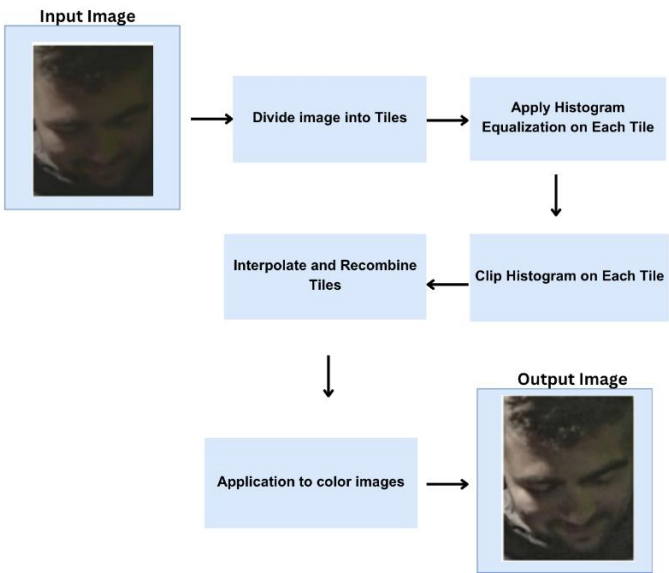 Input Image
Divide image into Tiles
Apply Histogram
Equalization on Each Tile
Clip Histogram on Each Tile
Interpolate and Recombine
Tiles
Application to color images
Output Image